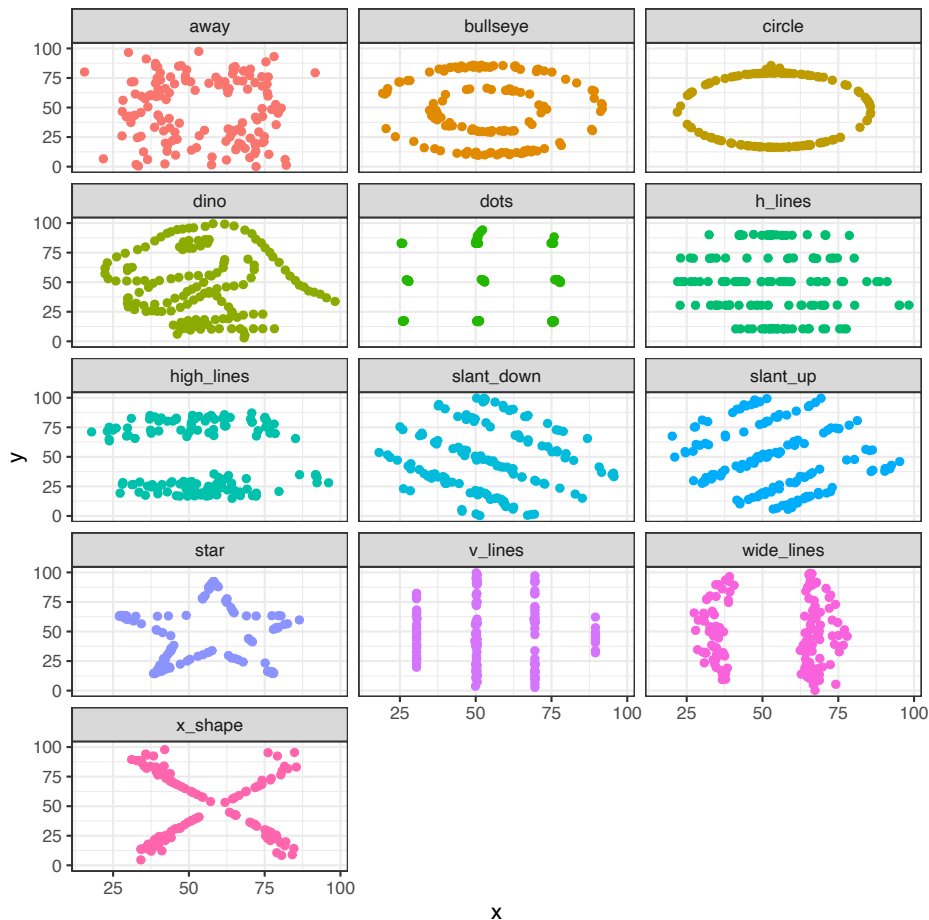 away bullseye circle
100
75
50
25
0
dino dots h_lines
100
75
50
25
0
high_lines slant_down slant_up
100
75
50
25
0
y
star v_lines wide_lines
100
75
50
25
0
25 50 75 100 25 50 75 100
x_shape
100
75
50
25
0
25 50 75 100
x